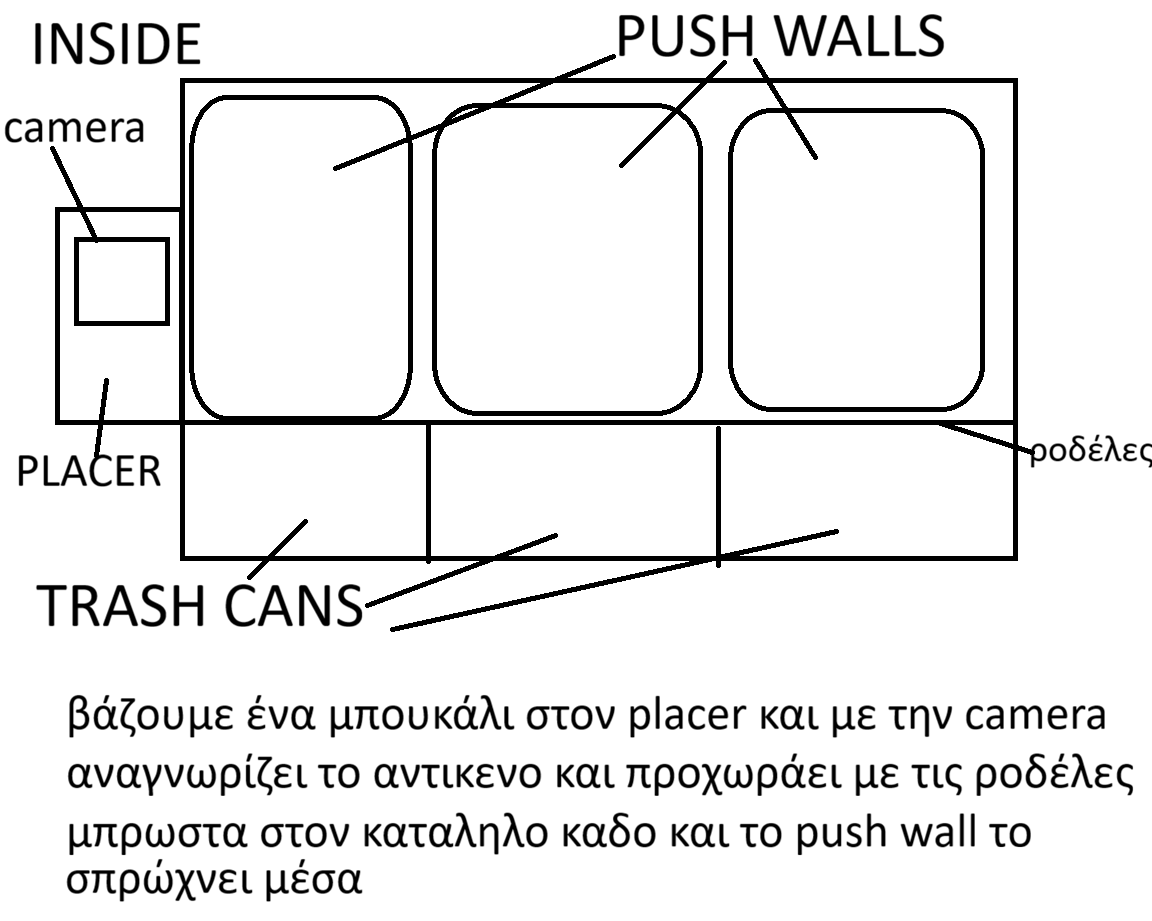 INSIDE
PUSH WALLS
camera
PLACER
ροδέλες
TRASH CANS
βάζουμε ένα μπουκάλι στον placer και με την camera
αναγνωρίζει το αντικενο και προχωράει με τις ροδέλες
μπρωστα στον καταληλο καδο και το push wall το
σπρώχνει μέσα